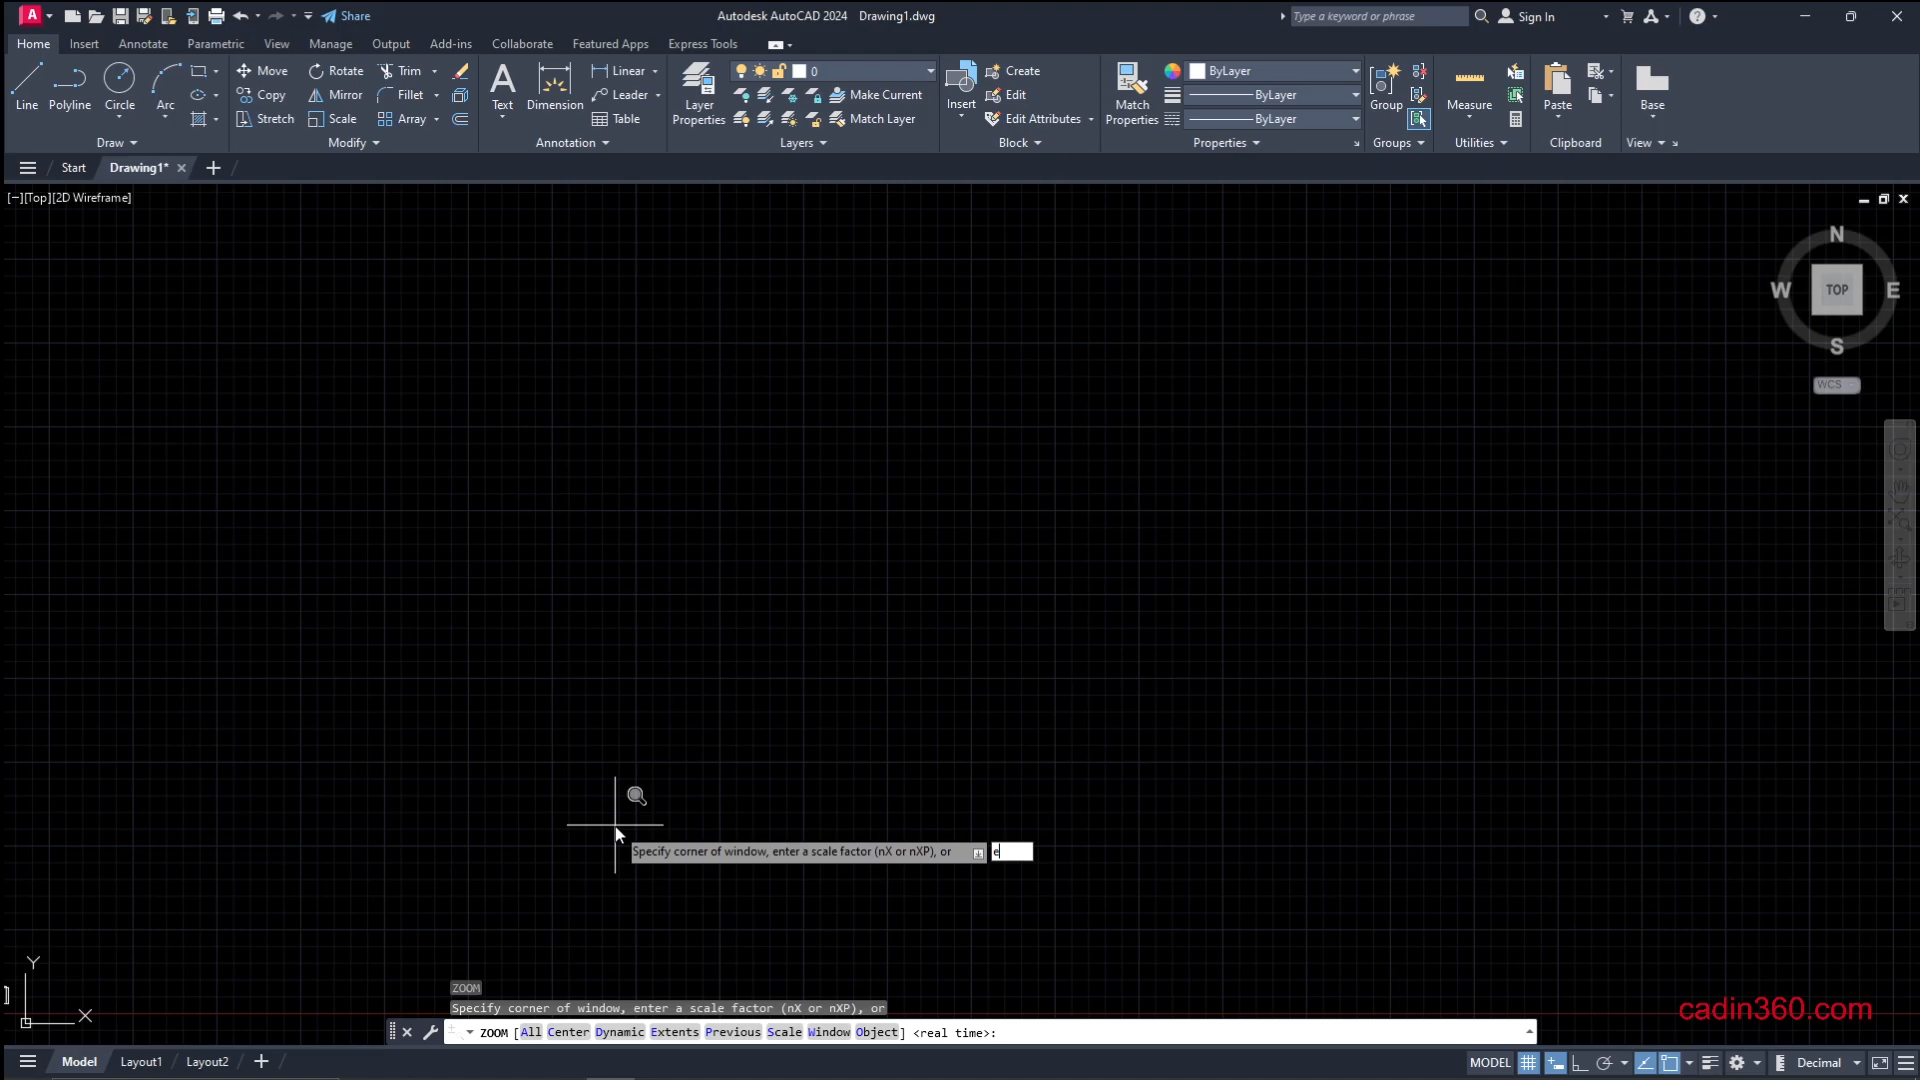 A Share Autodesk AutoCAD 2024 Drawing1.dwg Type a keyword or phrase Sign In ?
Home Insert Annotate Parametric View Manage Output Add-ins Collaborate Featured Apps Express Tools
Line Polyline Circle Arc
Move Rotate Trim
Copy Mirror Fillet
Stretch Scale Array
A Text Dimension
Linear
Leader
Table
Layer Properties
0
Make Current
Match Layer
Insert
Create
Edit
Edit Attributes
Match Properties
ByLayer
ByLayer
ByLayer
Group
Measure
Paste
Base
Draw Modify Annotation Layers Block Properties Groups Utilities Clipboard View
Start Drawing1* +
[−][Top][2D Wireframe]
N
W TOP E
S
WCS
Specify corner of window, enter a scale factor (nX or nXP), or e
Y
X
ZOOM
Specify corner of window, enter a scale factor (nX or nXP), or
ZOOM [All Center Dynamic Extents Previous Scale Window Object] <real time>:
cadin360.com
Model Layout1 Layout2 + MODEL Decimal